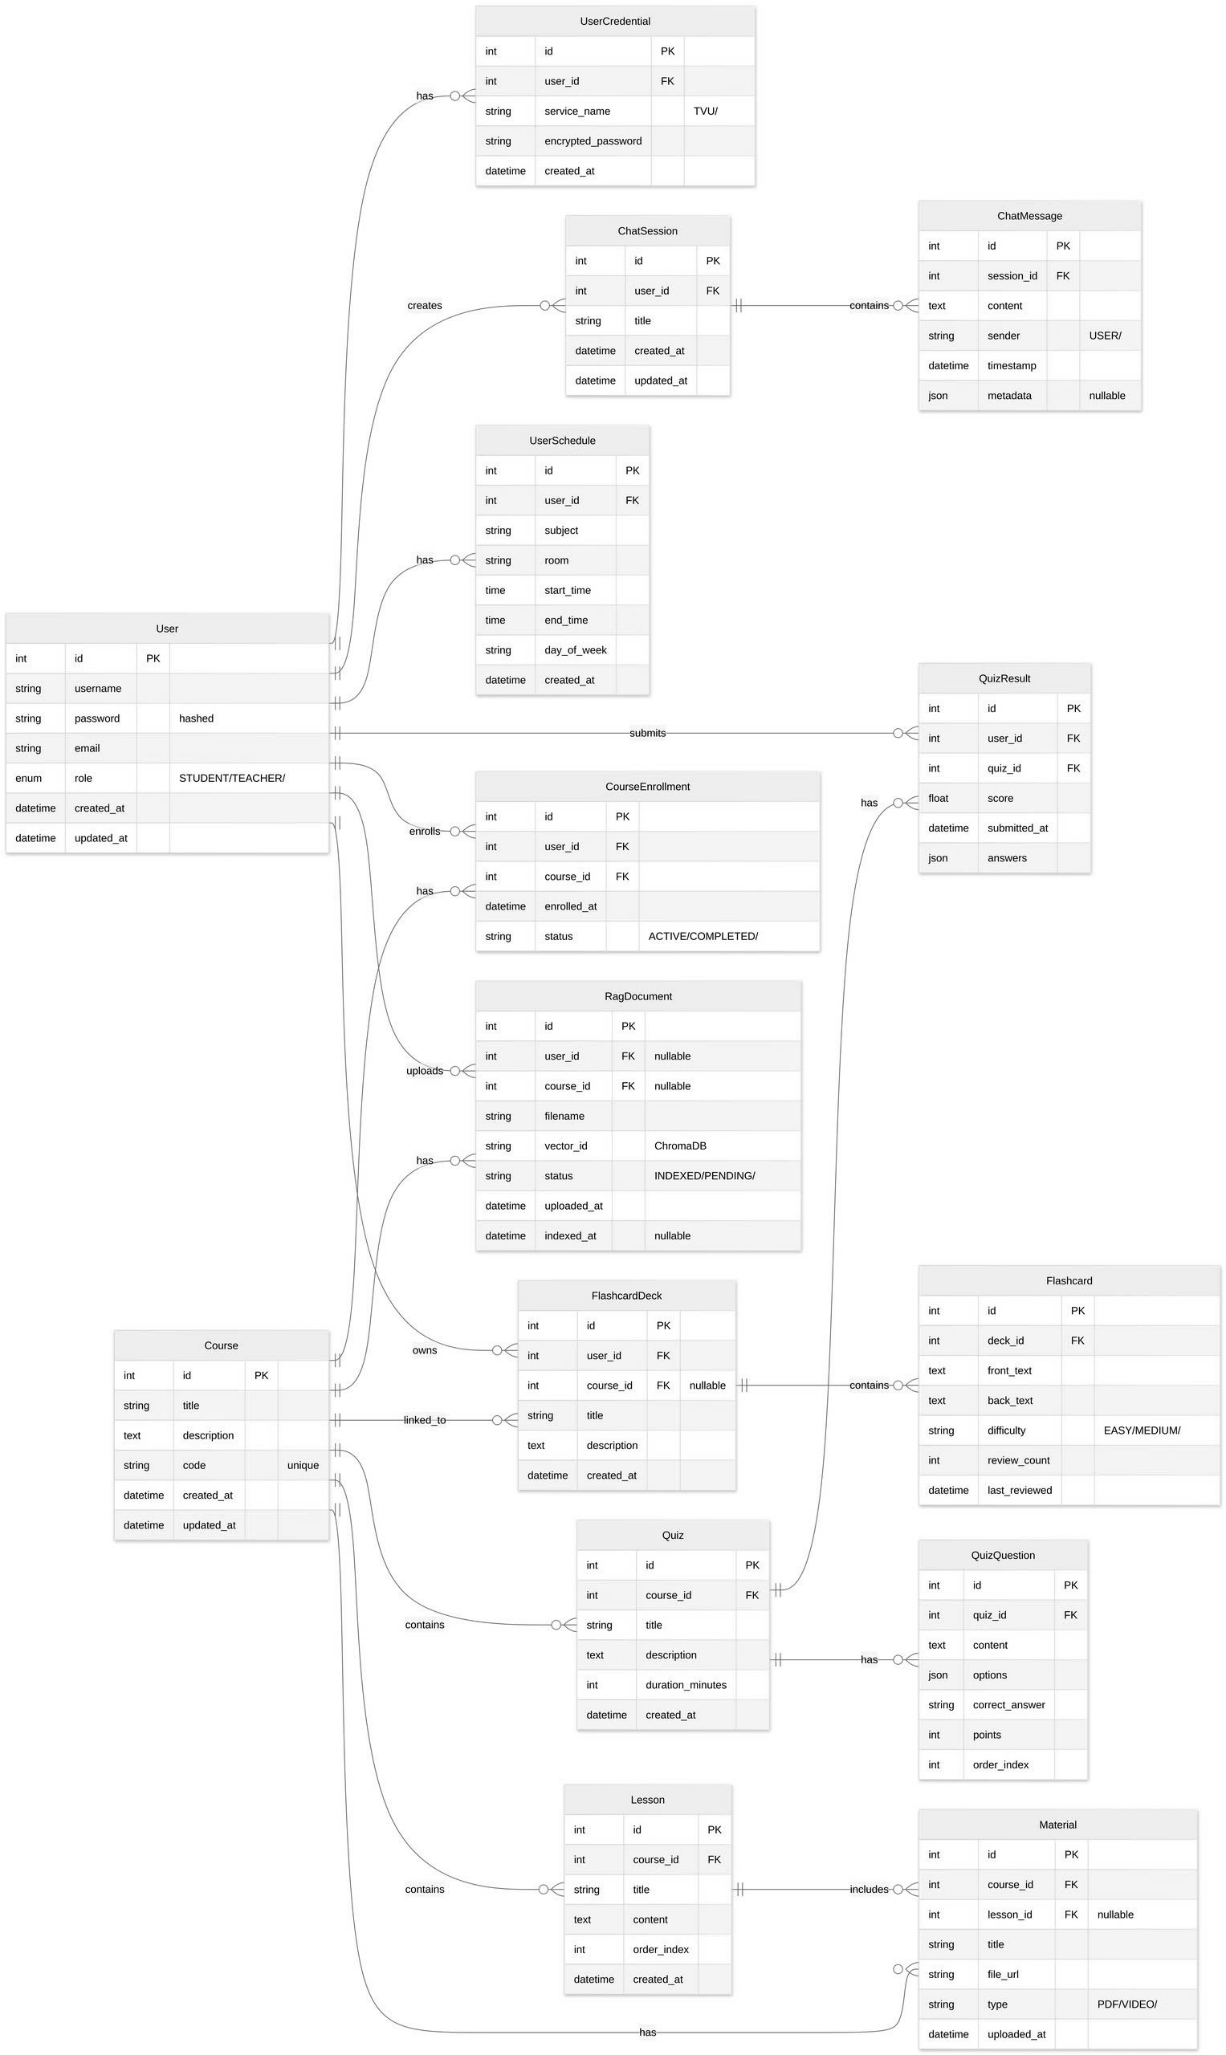 UserCredential
int id PK
int user_id FK
string service_name TVU/
string encrypted_password
datetime created_at
has
ChatSession
int id PK
int user_id FK
string title
datetime created_at
datetime updated_at
creates
ChatMessage
int id PK
int session_id FK
text content
string sender USER/
datetime timestamp
json metadata nullable
contains
UserSchedule
int id PK
int user_id FK
string subject
string room
time start_time
time end_time
string day_of_week
datetime created_at
has
User
int id PK
string username
string password hashed
string email
enum role STUDENT/TEACHER/
datetime created_at
datetime updated_at
submits
QuizResult
int id PK
int user_id FK
int quiz_id FK
float score
datetime submitted_at
json answers
has
CourseEnrollment
int id PK
int user_id FK
int course_id FK
datetime enrolled_at
string status ACTIVE/COMPLETED/
enrolls
has
RagDocument
int id PK
int user_id FK nullable
int course_id FK nullable
string filename
string vector_id ChromaDB
string status INDEXED/PENDING/
datetime uploaded_at
datetime indexed_at nullable
uploads
has
FlashcardDeck
int id PK
int user_id FK
int course_id FK nullable
string title
text description
datetime created_at
owns
linked_to
contains
Flashcard
int id PK
int deck_id FK
text front_text
text back_text
string difficulty EASY/MEDIUM/
int review_count
datetime last_reviewed
Course
int id PK
string title
text description
string code unique
datetime created_at
datetime updated_at
Quiz
int id PK
int course_id FK
string title
text description
int duration_minutes
datetime created_at
contains
has
QuizQuestion
int id PK
int quiz_id FK
text content
json options
string correct_answer
int points
int order_index
Lesson
int id PK
int course_id FK
string title
text content
int order_index
datetime created_at
contains
includes
Material
int id PK
int course_id FK
int lesson_id FK nullable
string title
string file_url
string type PDF/VIDEO/
datetime uploaded_at
has